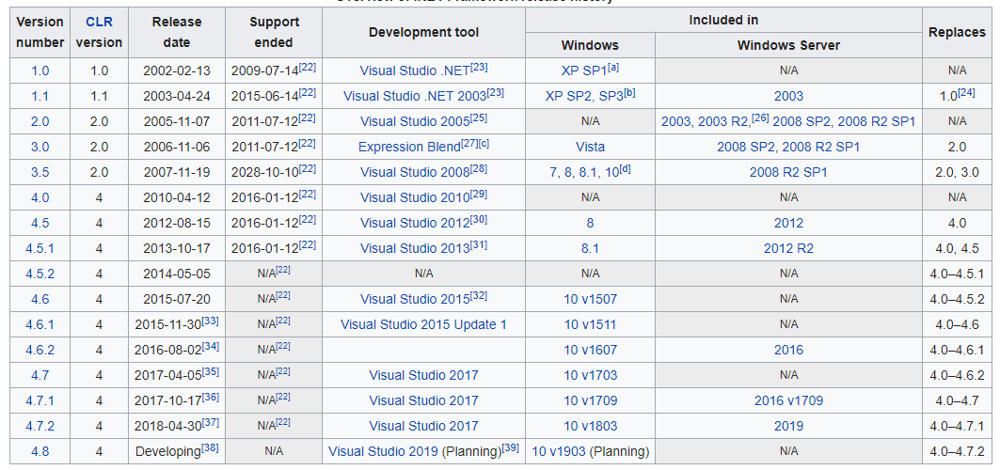 Overview of .NET Framework release history
Version number | CLR version | Release date | Support ended | Development tool | Included in | Replaces
Windows | Windows Server
1.0 | 1.0 | 2002-02-13 | 2009-07-14[22] | Visual Studio .NET[23] | XP SP1[a] | N/A | N/A
1.1 | 1.1 | 2003-04-24 | 2015-06-14[22] | Visual Studio .NET 2003[23] | XP SP2, SP3[b] | 2003 | 1.0[24]
2.0 | 2.0 | 2005-11-07 | 2011-07-12[22] | Visual Studio 2005[25] | N/A | 2003, 2003 R2,[26] 2008 SP2, 2008 R2 SP1 | N/A
3.0 | 2.0 | 2006-11-06 | 2011-07-12[22] | Expression Blend[27][c] | Vista | 2008 SP2, 2008 R2 SP1 | 2.0
3.5 | 2.0 | 2007-11-19 | 2028-10-10[22] | Visual Studio 2008[28] | 7, 8, 8.1, 10[d] | 2008 R2 SP1 | 2.0, 3.0
4.0 | 4 | 2010-04-12 | 2016-01-12[22] | Visual Studio 2010[29] | N/A | N/A | N/A
4.5 | 4 | 2012-08-15 | 2016-01-12[22] | Visual Studio 2012[30] | 8 | 2012 | 4.0
4.5.1 | 4 | 2013-10-17 | 2016-01-12[22] | Visual Studio 2013[31] | 8.1 | 2012 R2 | 4.0, 4.5
4.5.2 | 4 | 2014-05-05 | N/A[22] | N/A | N/A | N/A | 4.0–4.5.1
4.6 | 4 | 2015-07-20 | N/A[22] | Visual Studio 2015[32] | 10 v1507 | N/A | 4.0–4.5.2
4.6.1 | 4 | 2015-11-30[33] | N/A[22] | Visual Studio 2015 Update 1 | 10 v1511 | N/A | 4.0–4.6
4.6.2 | 4 | 2016-08-02[34] | N/A[22] | | 10 v1607 | 2016 | 4.0–4.6.1
4.7 | 4 | 2017-04-05[35] | N/A[22] | Visual Studio 2017 | 10 v1703 | N/A | 4.0–4.6.2
4.7.1 | 4 | 2017-10-17[36] | N/A[22] | Visual Studio 2017 | 10 v1709 | 2016 v1709 | 4.0–4.7
4.7.2 | 4 | 2018-04-30[37] | N/A[22] | Visual Studio 2017 | 10 v1803 | 2019 | 4.0–4.7.1
4.8 | 4 | Developing[38] | N/A | Visual Studio 2019 (Planning)[39] | 10 v1903 (Planning) | N/A | 4.0–4.7.2